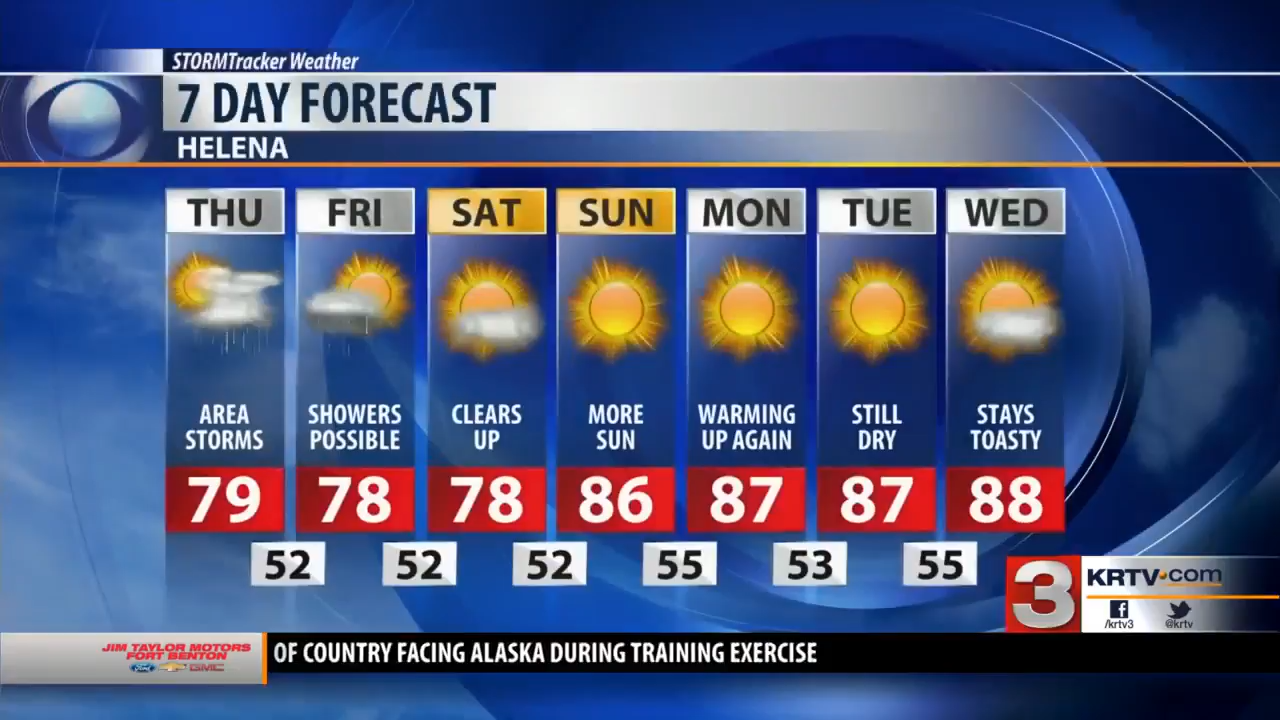 STORMTracker Weather
7 DAY FORECAST
HELENA
THU FRI SAT SUN MON TUE WED
AREA STORMS
SHOWERS POSSIBLE
CLEARS UP
MORE SUN
WARMING UP AGAIN
STILL DRY
STAYS TOASTY
79 78 78 86 87 87 88
52 52 52 55 53 55
3
KRTV.com
/krtv3
@krtv
JIM TAYLOR MOTORS
FORT BENTON
Ford GMC
OF COUNTRY FACING ALASKA DURING TRAINING EXERCISE